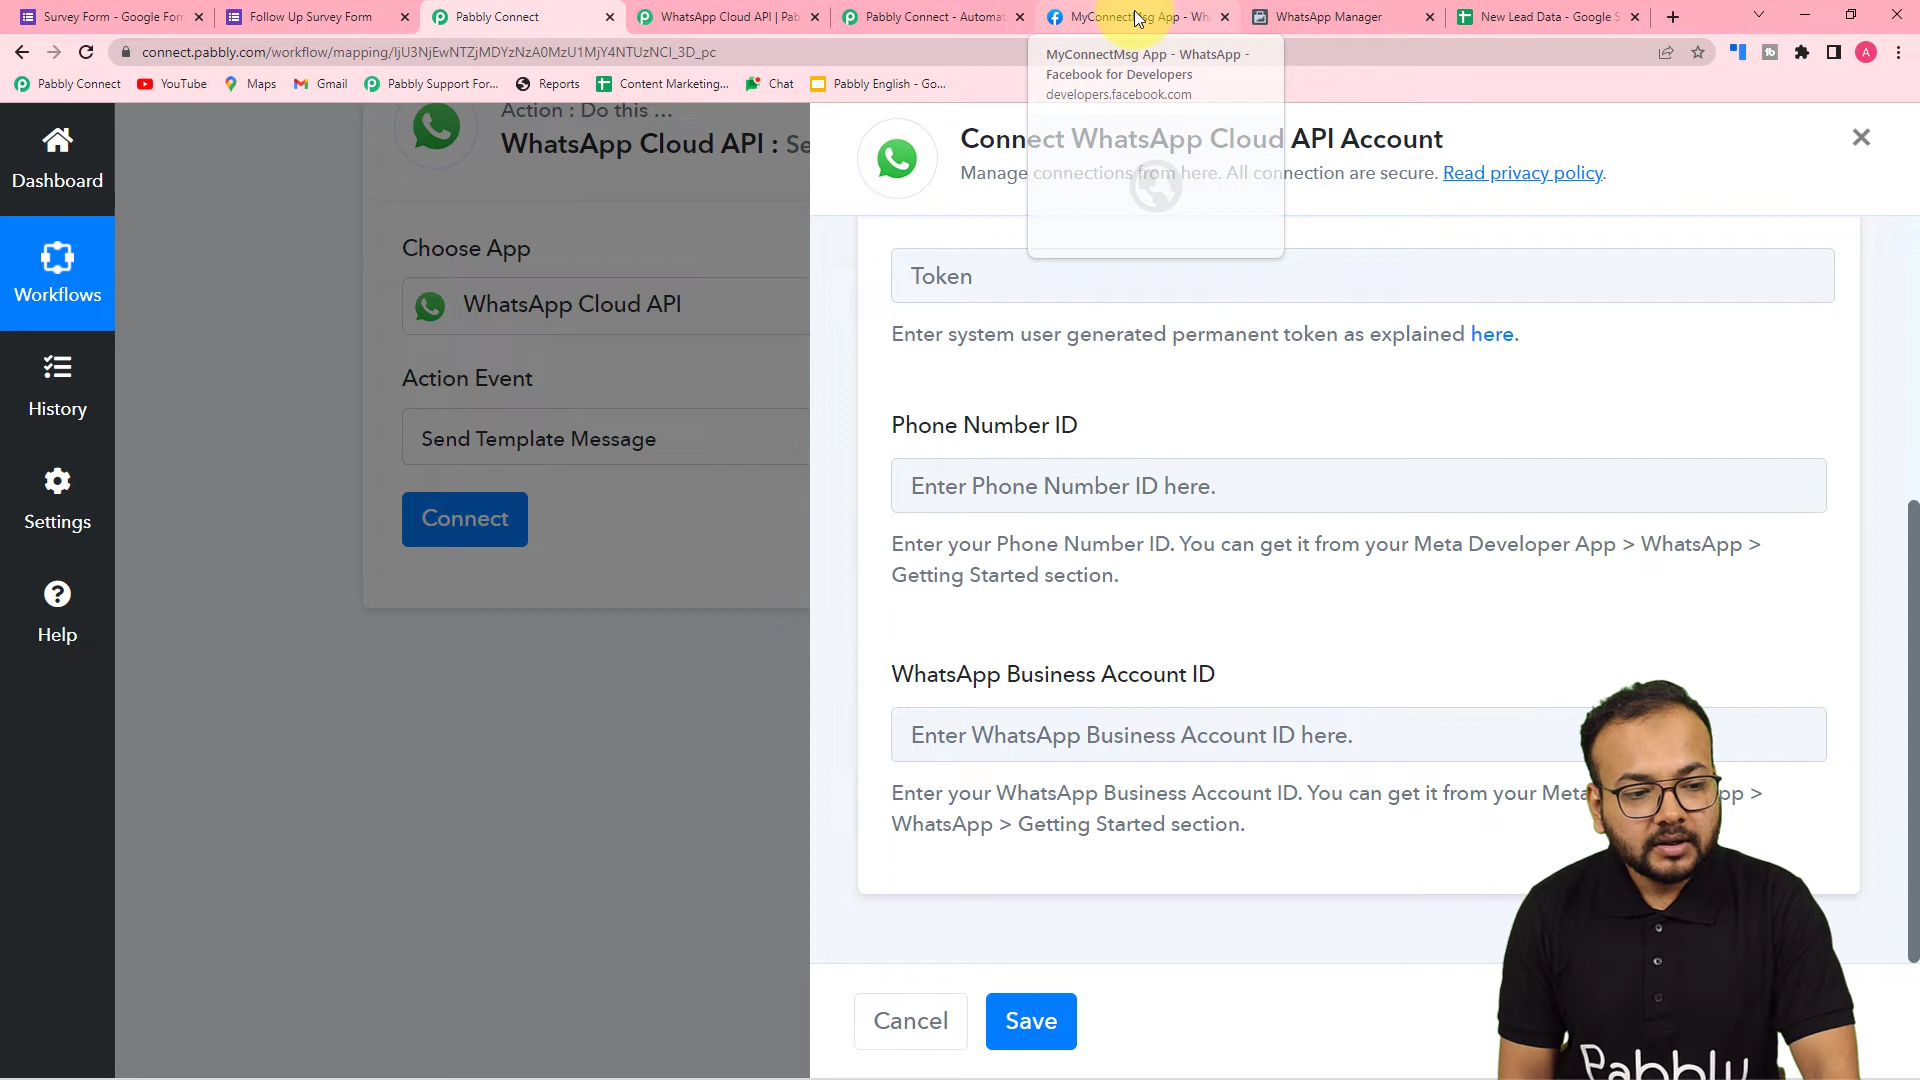 Survey Form - Google For
Follow Up Survey Form
Pabbly Connect
WhatsApp Cloud API | Pab
Pabbly Connect - Automat
MyConnectMsg App - Wh
WhatsApp Manager
New Lead Data - Google S
connect.pabbly.com/workflow/mapping/IjU3NjEwNTZjMDYzNzA0MzU1MjY4NTUzNCI_3D_pc
A
Pabbly Connect
YouTube
Maps
Gmail
Pabbly Support For...
Reports
Content Marketing...
Chat
Pabbly English - Go...
MyConnectMsg App - WhatsApp -
Facebook for Developers
developers.facebook.com
Dashboard
Workflows
History
Settings
Help
Action : Do this ...
WhatsApp Cloud API : Se
Choose App
WhatsApp Cloud API
Action Event
Send Template Message
Connect
Connect WhatsApp Cloud API Account
Manage connections from here. All connection are secure. Read privacy policy.
Token
Enter system user generated permanent token as explained here.
Phone Number ID
Enter Phone Number ID here.
Enter your Phone Number ID. You can get it from your Meta Developer App > WhatsApp >
Getting Started section.
WhatsApp Business Account ID
Enter WhatsApp Business Account ID here.
Enter your WhatsApp Business Account ID. You can get it from your Meta pp >
WhatsApp > Getting Started section.
Cancel
Save
Pabbly